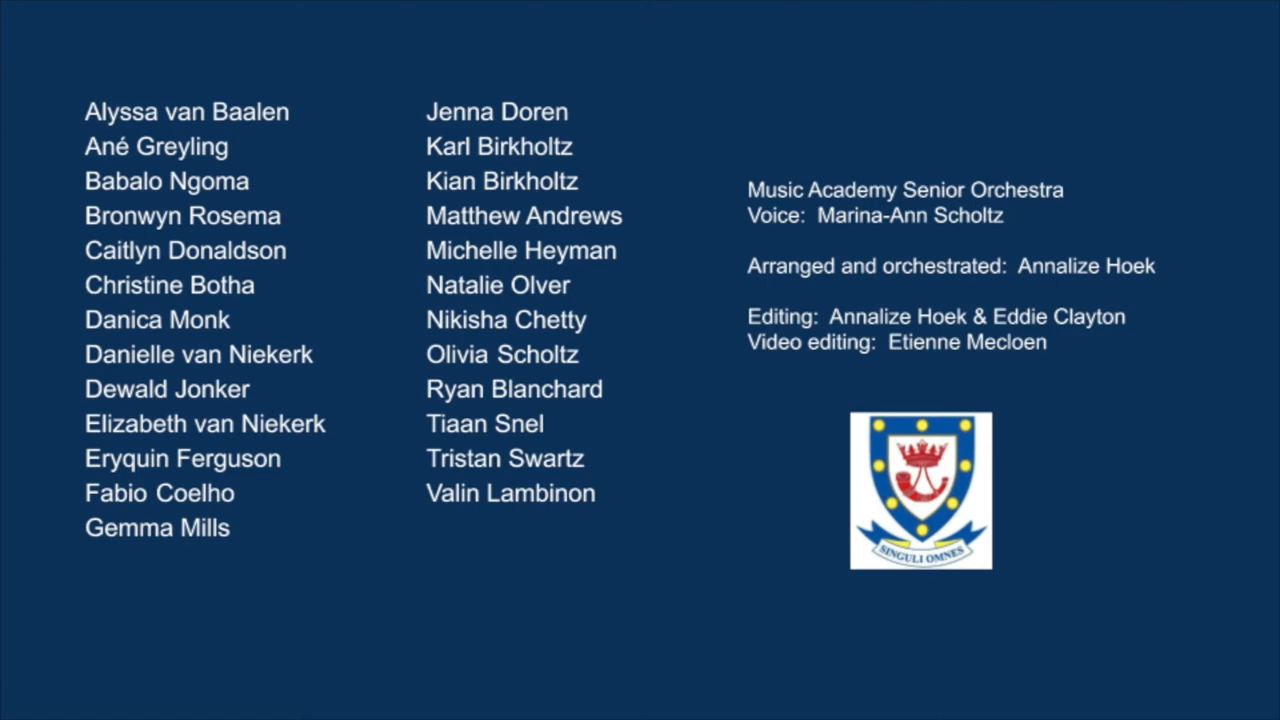 Alyssa van Baalen
Ané Greyling
Babalo Ngoma
Bronwyn Rosema
Caitlyn Donaldson
Christine Botha
Danica Monk
Danielle van Niekerk
Dewald Jonker
Elizabeth van Niekerk
Eryquin Ferguson
Fabio Coelho
Gemma Mills
Jenna Doren
Karl Birkholtz
Kian Birkholtz
Matthew Andrews
Michelle Heyman
Natalie Olver
Nikisha Chetty
Olivia Scholtz
Ryan Blanchard
Tiaan Snel
Tristan Swartz
Valin Lambinon
Music Academy Senior Orchestra
Voice: Marina-Ann Scholtz
Arranged and orchestrated: Annalize Hoek
Editing: Annalize Hoek & Eddie Clayton
Video editing: Etienne Mecloen
SINGULI OMNES